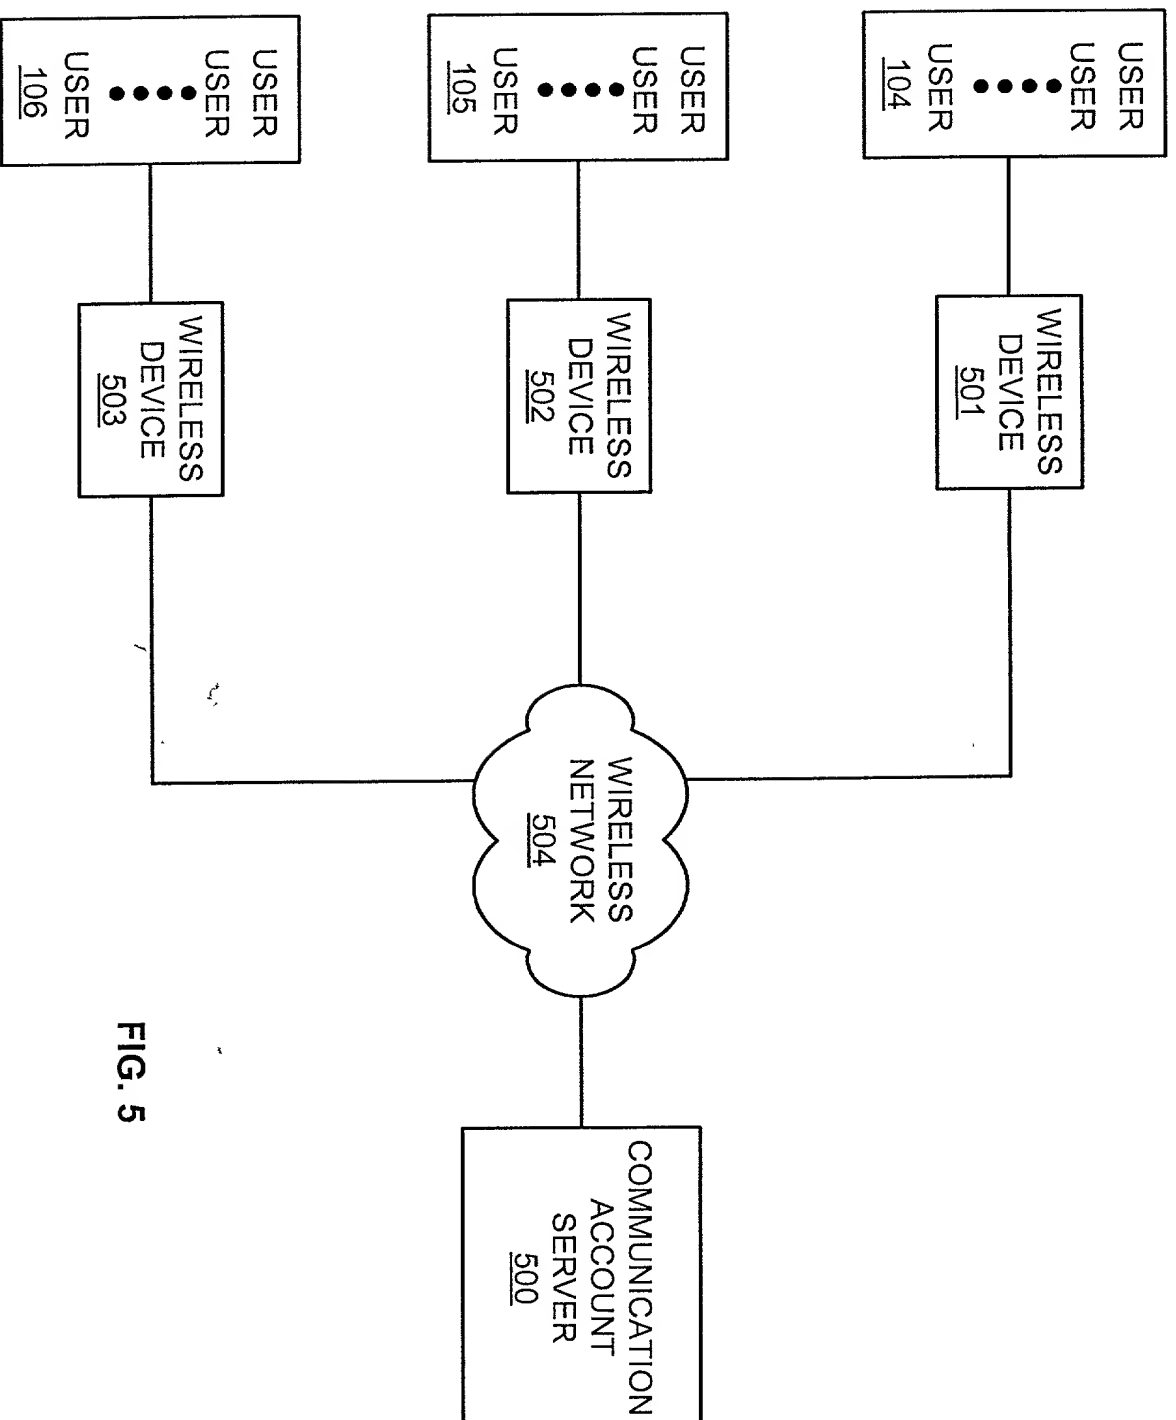 USER
USER
USER
104
WIRELESS
DEVICE
501
USER
USER
USER
105
WIRELESS
DEVICE
502
USER
USER
USER
106
WIRELESS
DEVICE
503
WIRELESS
NETWORK
504
COMMUNICATION
ACCOUNT
SERVER
500
FIG. 5